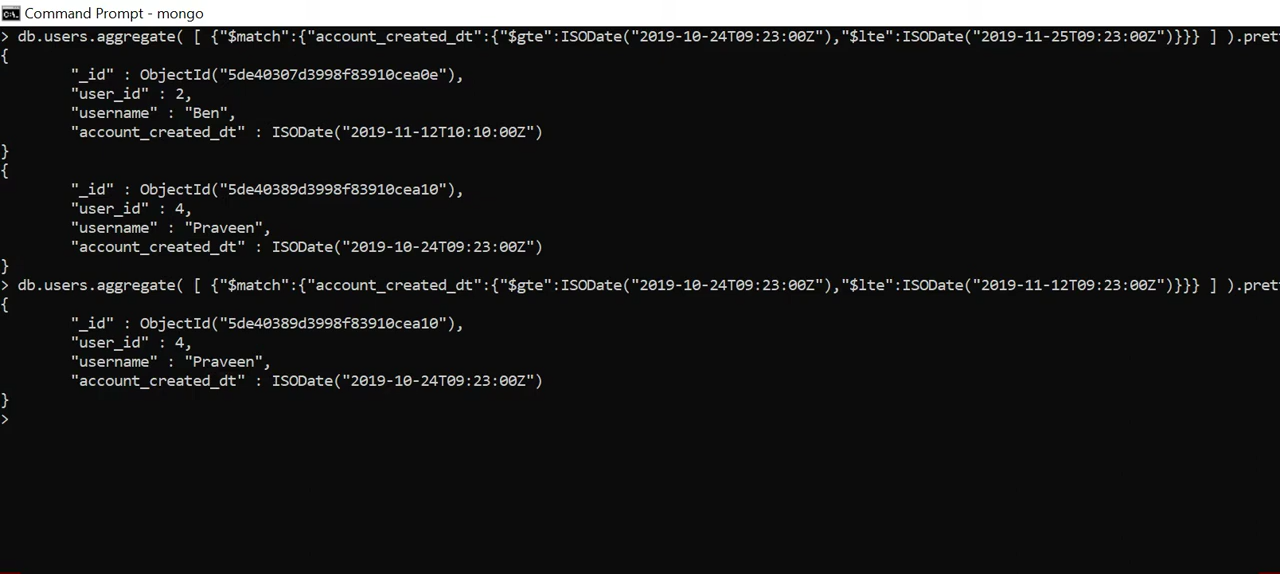 Command Prompt - mongo
> db.users.aggregate( [ {"$match":{"account_created_dt":{"$gte":ISODate("2019-10-24T09:23:00Z"),"$lte":ISODate("2019-11-25T09:23:00Z")}}} ] ).pret
{
"_id" : ObjectId("5de40307d3998f83910cea0e"),
"user_id" : 2,
"username" : "Ben",
"account_created_dt" : ISODate("2019-11-12T10:10:00Z")
}
{
"_id" : ObjectId("5de40389d3998f83910cea10"),
"user_id" : 4,
"username" : "Praveen",
"account_created_dt" : ISODate("2019-10-24T09:23:00Z")
}
> db.users.aggregate( [ {"$match":{"account_created_dt":{"$gte":ISODate("2019-10-24T09:23:00Z"),"$lte":ISODate("2019-11-12T09:23:00Z")}}} ] ).pret
{
"_id" : ObjectId("5de40389d3998f83910cea10"),
"user_id" : 4,
"username" : "Praveen",
"account_created_dt" : ISODate("2019-10-24T09:23:00Z")
}
>